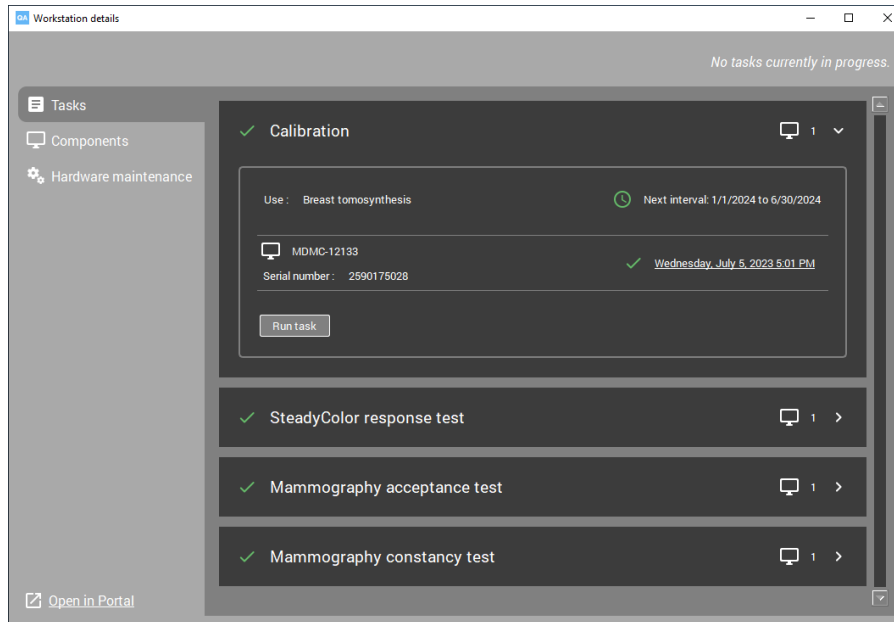 QA Workstation details
No tasks currently in progress.
Tasks
Components
Hardware maintenance
Calibration 1
Use : Breast tomosynthesis Next interval: 1/1/2024 to 6/30/2024
MDMC-12133
Wednesday, July 5, 2023 5:01 PM
Serial number : 2590175028
Run task
SteadyColor response test 1
Mammography acceptance test 1
Mammography constancy test 1
Open in Portal